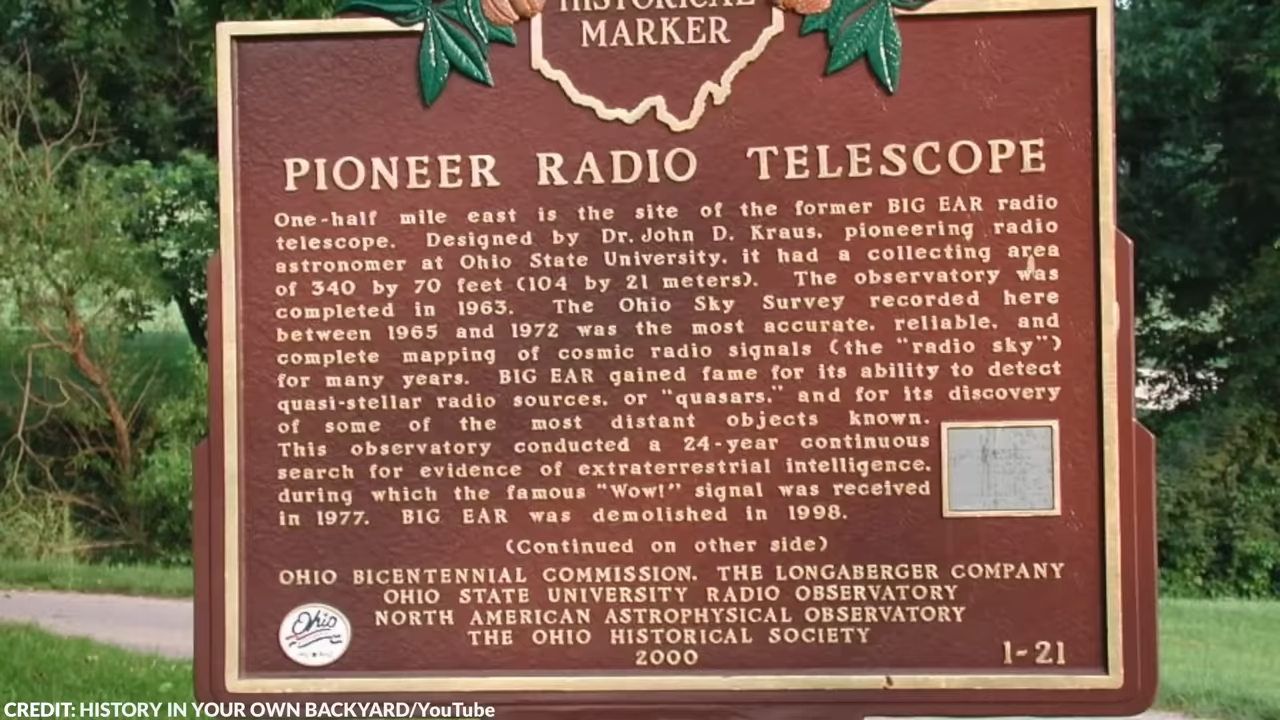 HISTORICAL
MARKER
PIONEER RADIO TELESCOPE
One-half mile east is the site of the former BIG EAR radio
telescope. Designed by Dr. John D. Kraus, pioneering radio
astronomer at Ohio State University, it had a collecting area
of 340 by 70 feet (104 by 21 meters). The observatory was
completed in 1963. The Ohio Sky Survey recorded here
between 1965 and 1972 was the most accurate, reliable, and
complete mapping of cosmic radio signals (the "radio sky")
for many years. BIG EAR gained fame for its ability to detect
quasi-stellar radio sources, or "quasars," and for its discovery
of some of the most distant objects known.
This observatory conducted a 24-year continuous
search for evidence of extraterrestrial intelligence,
during which the famous "Wow!" signal was received
in 1977. BIG EAR was demolished in 1998.
(Continued on other side)
OHIO BICENTENNIAL COMMISSION, THE LONGABERGER COMPANY
OHIO STATE UNIVERSITY RADIO OBSERVATORY
NORTH AMERICAN ASTROPHYSICAL OBSERVATORY
THE OHIO HISTORICAL SOCIETY
2000
1-21
Ohio
CREDIT: HISTORY IN YOUR OWN BACKYARD/YouTube